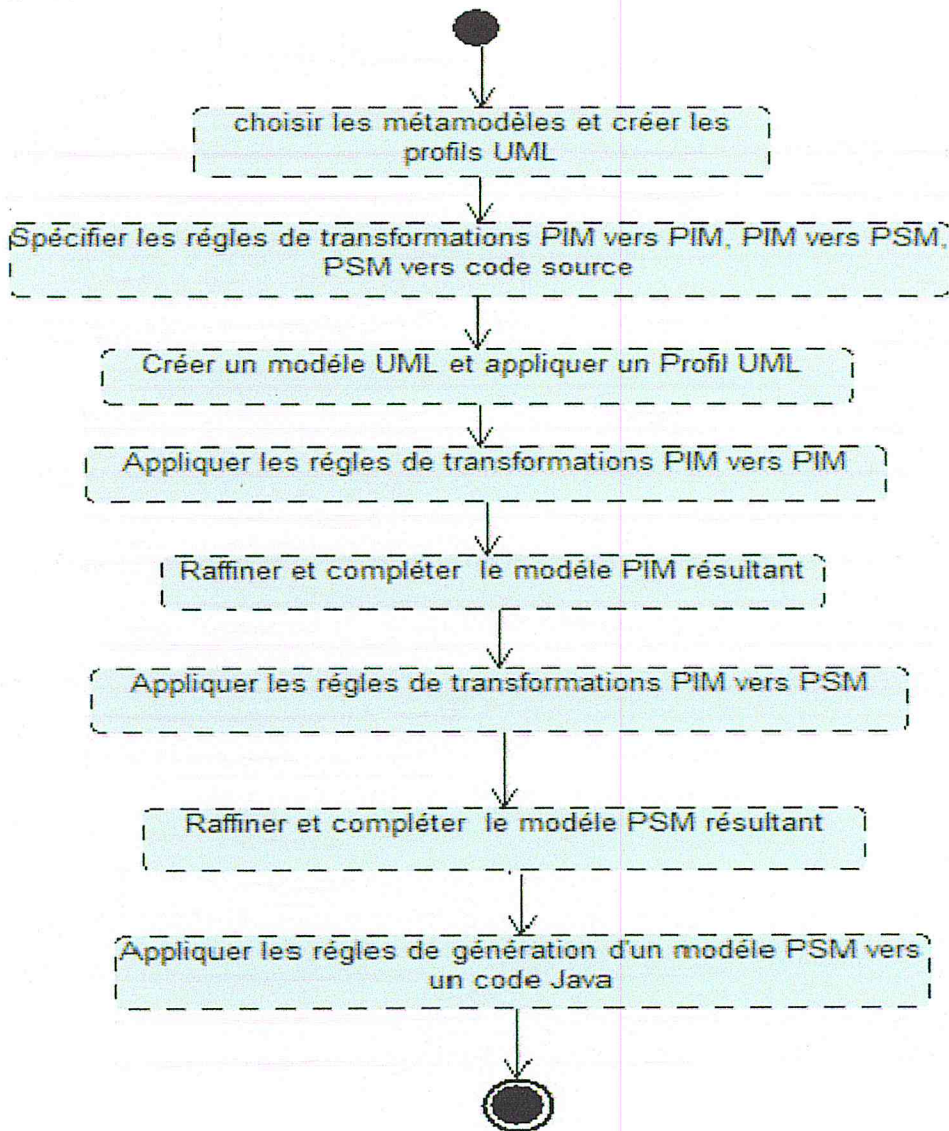 choisir les métamodèles et créer les
profils UML
Spécifier les régles de transformations PIM vers PIM, PIM vers PSM,
PSM vers code source
Créer un modéle UML et appliquer un Profil UML
Appliquer les régles de transformations PIM vers PIM
Raffiner et compléter le modéle PIM résultant
Appliquer les régles de transformations PIM vers PSM
Raffiner et compléter le modéle PSM résultant
Appliquer les régles de génération d'un modéle PSM vers
un code Java